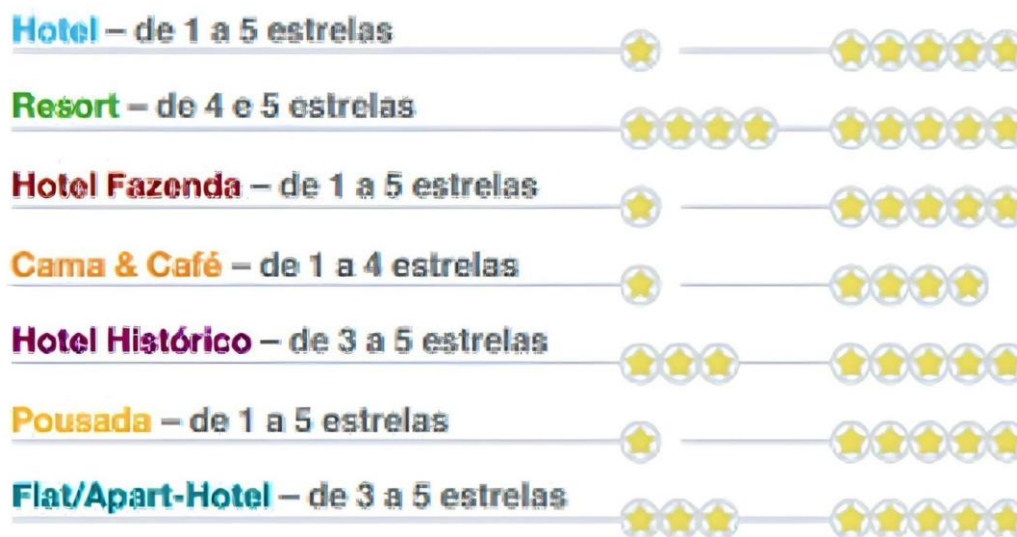 Hotel – de 1 a 5 estrelas
Resort – de 4 e 5 estrelas
Hotel Fazenda – de 1 a 5 estrelas
Cama & Café – de 1 a 4 estrelas
Hotel Histórico – de 3 a 5 estrelas
Pousada – de 1 a 5 estrelas
Flat/Apart-Hotel – de 3 a 5 estrelas